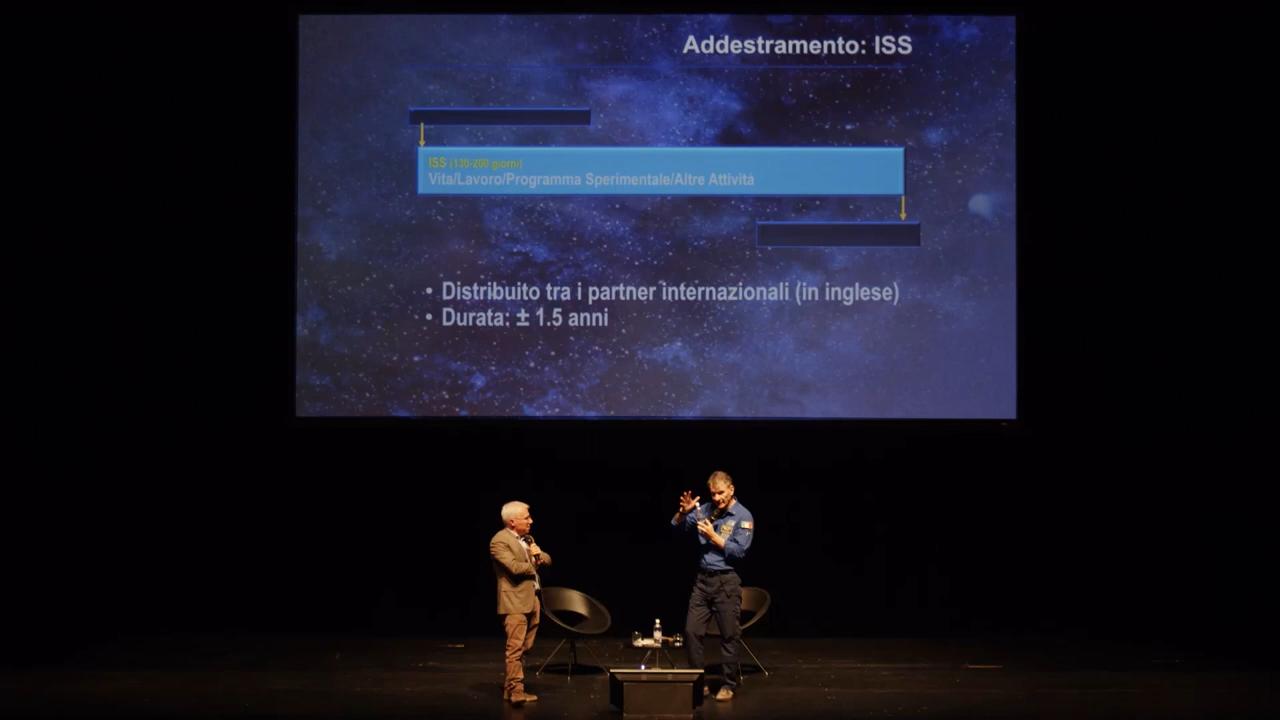 Addestramento: ISS
ISS (130-200 giorni)
Vita/Lavoro/Programma Sperimentale/Altre Attività
• Distribuito tra i partner internazionali (in inglese)
• Durata: ± 1.5 anni